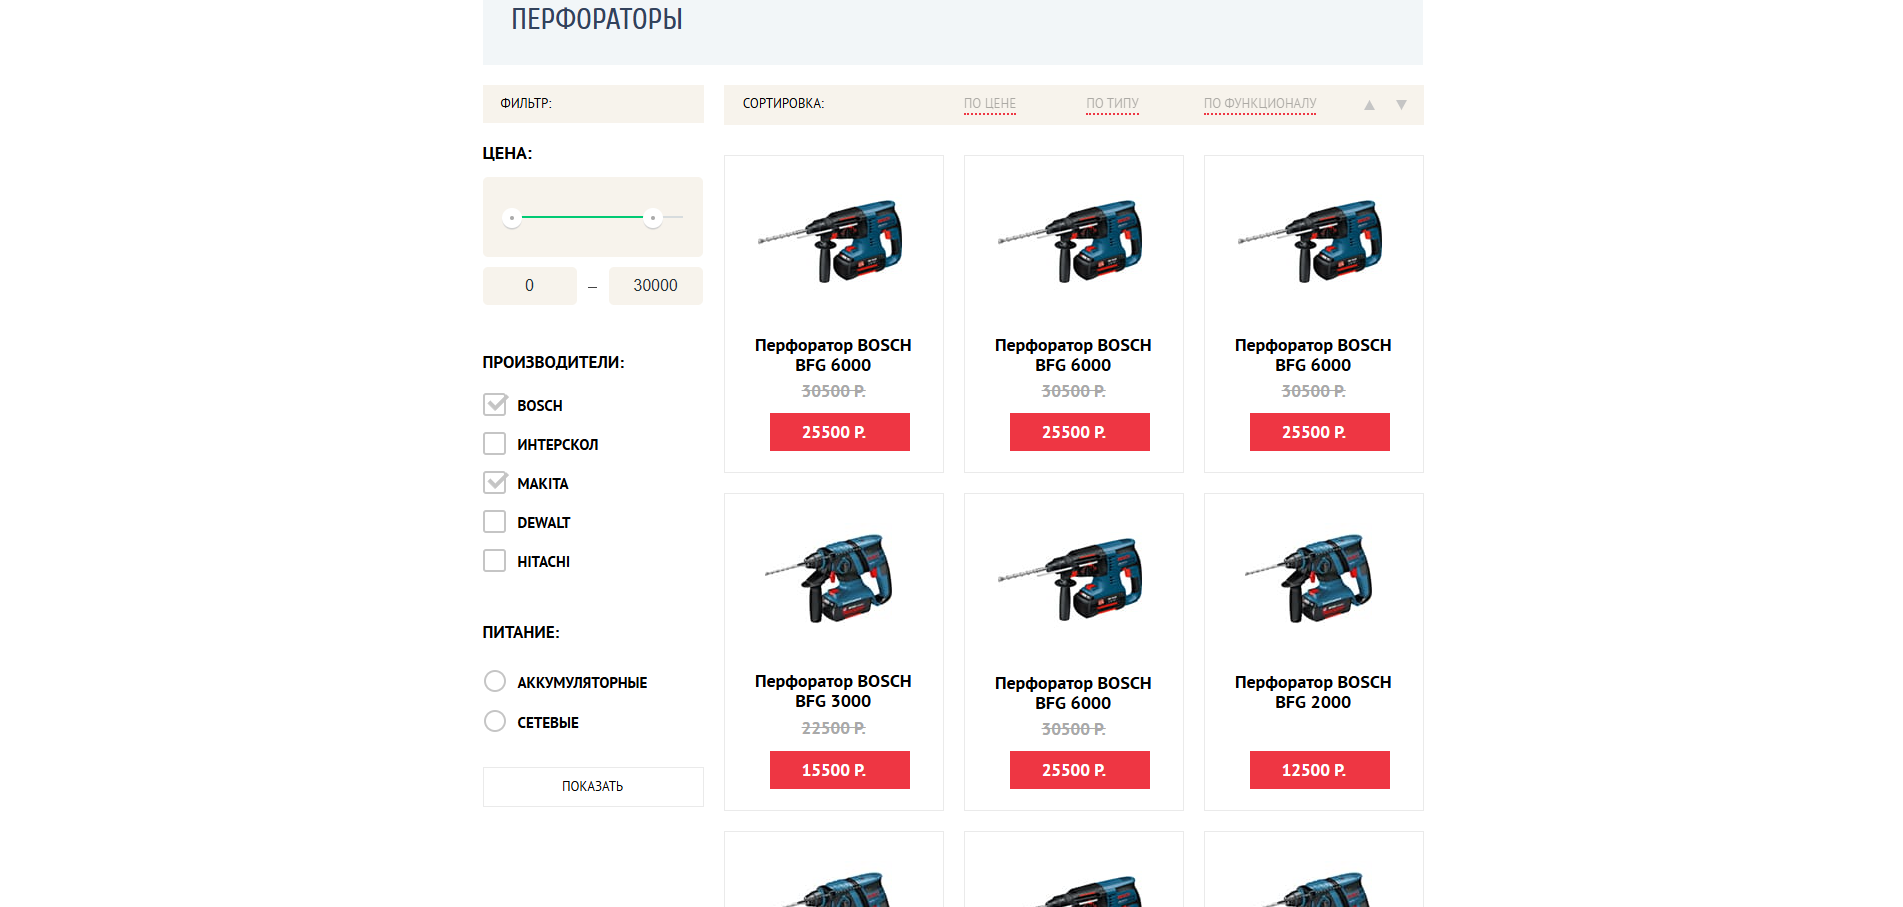 ПЕРФОРАТОРЫ
ФИЛЬТР:
ЦЕНА:
0 – 30000
ПРОИЗВОДИТЕЛИ:
BOSCH
ИНТЕРСКОЛ
MAKITA
DEWALT
HITACHI
ПИТАНИЕ:
АККУМУЛЯТОРНЫЕ
СЕТЕВЫЕ
ПОКАЗАТЬ
СОРТИРОВКА: ПО ЦЕНЕ ПО ТИПУ ПО ФУНКЦИОНАЛУ
Перфоратор BOSCH
BFG 6000
30500 Р.
25500 Р.
Перфоратор BOSCH
BFG 6000
30500 Р.
25500 Р.
Перфоратор BOSCH
BFG 6000
30500 Р.
25500 Р.
Перфоратор BOSCH
BFG 3000
22500 Р.
15500 Р.
Перфоратор BOSCH
BFG 6000
30500 Р.
25500 Р.
Перфоратор BOSCH
BFG 2000
12500 Р.